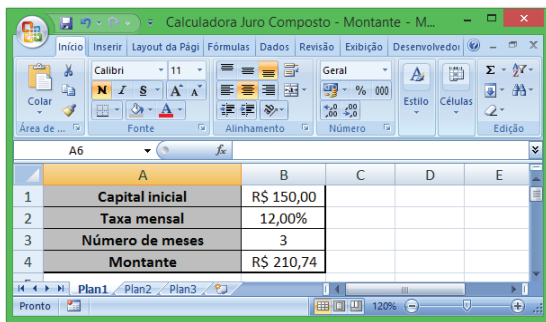 Calculadora Juro Composto - Montante - M...
Início Inserir Layout da Pági Fórmulas Dados Revisão Exibição Desenvolvedor
Calibri 11 Geral
N I S A A % 000
Colar Estilo Células
A ,00 ,00
Área de ... Fonte Alinhamento Número Edição
A6 fx
A B C D E
1 Capital inicial R$ 150,00
2 Taxa mensal 12,00%
3 Número de meses 3
4 Montante R$ 210,74
Plan1 Plan2 Plan3
Pronto 120%